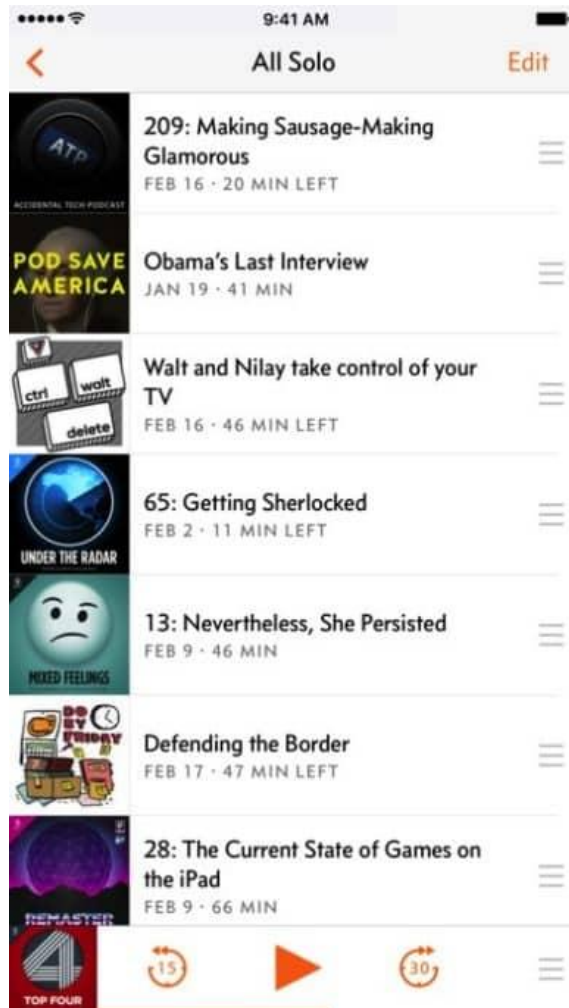 9:41 AM
All Solo
Edit
ATP
ACCIDENTAL TECH PODCAST
209: Making Sausage-Making
Glamorous
FEB 16 · 20 MIN LEFT
POD SAVE
AMERICA
Obama's Last Interview
JAN 19 · 41 MIN
ctrl
walt
delete
Walt and Nilay take control of your
TV
FEB 16 · 46 MIN LEFT
UNDER THE RADAR
65: Getting Sherlocked
FEB 2 · 11 MIN LEFT
MIXED FEELINGS
13: Nevertheless, She Persisted
FEB 9 · 46 MIN
DO
BY
FRIDAY
Defending the Border
FEB 17 · 47 MIN LEFT
REMASTER
28: The Current State of Games on
the iPad
FEB 9 · 66 MIN
4
TOP FOUR
15
30